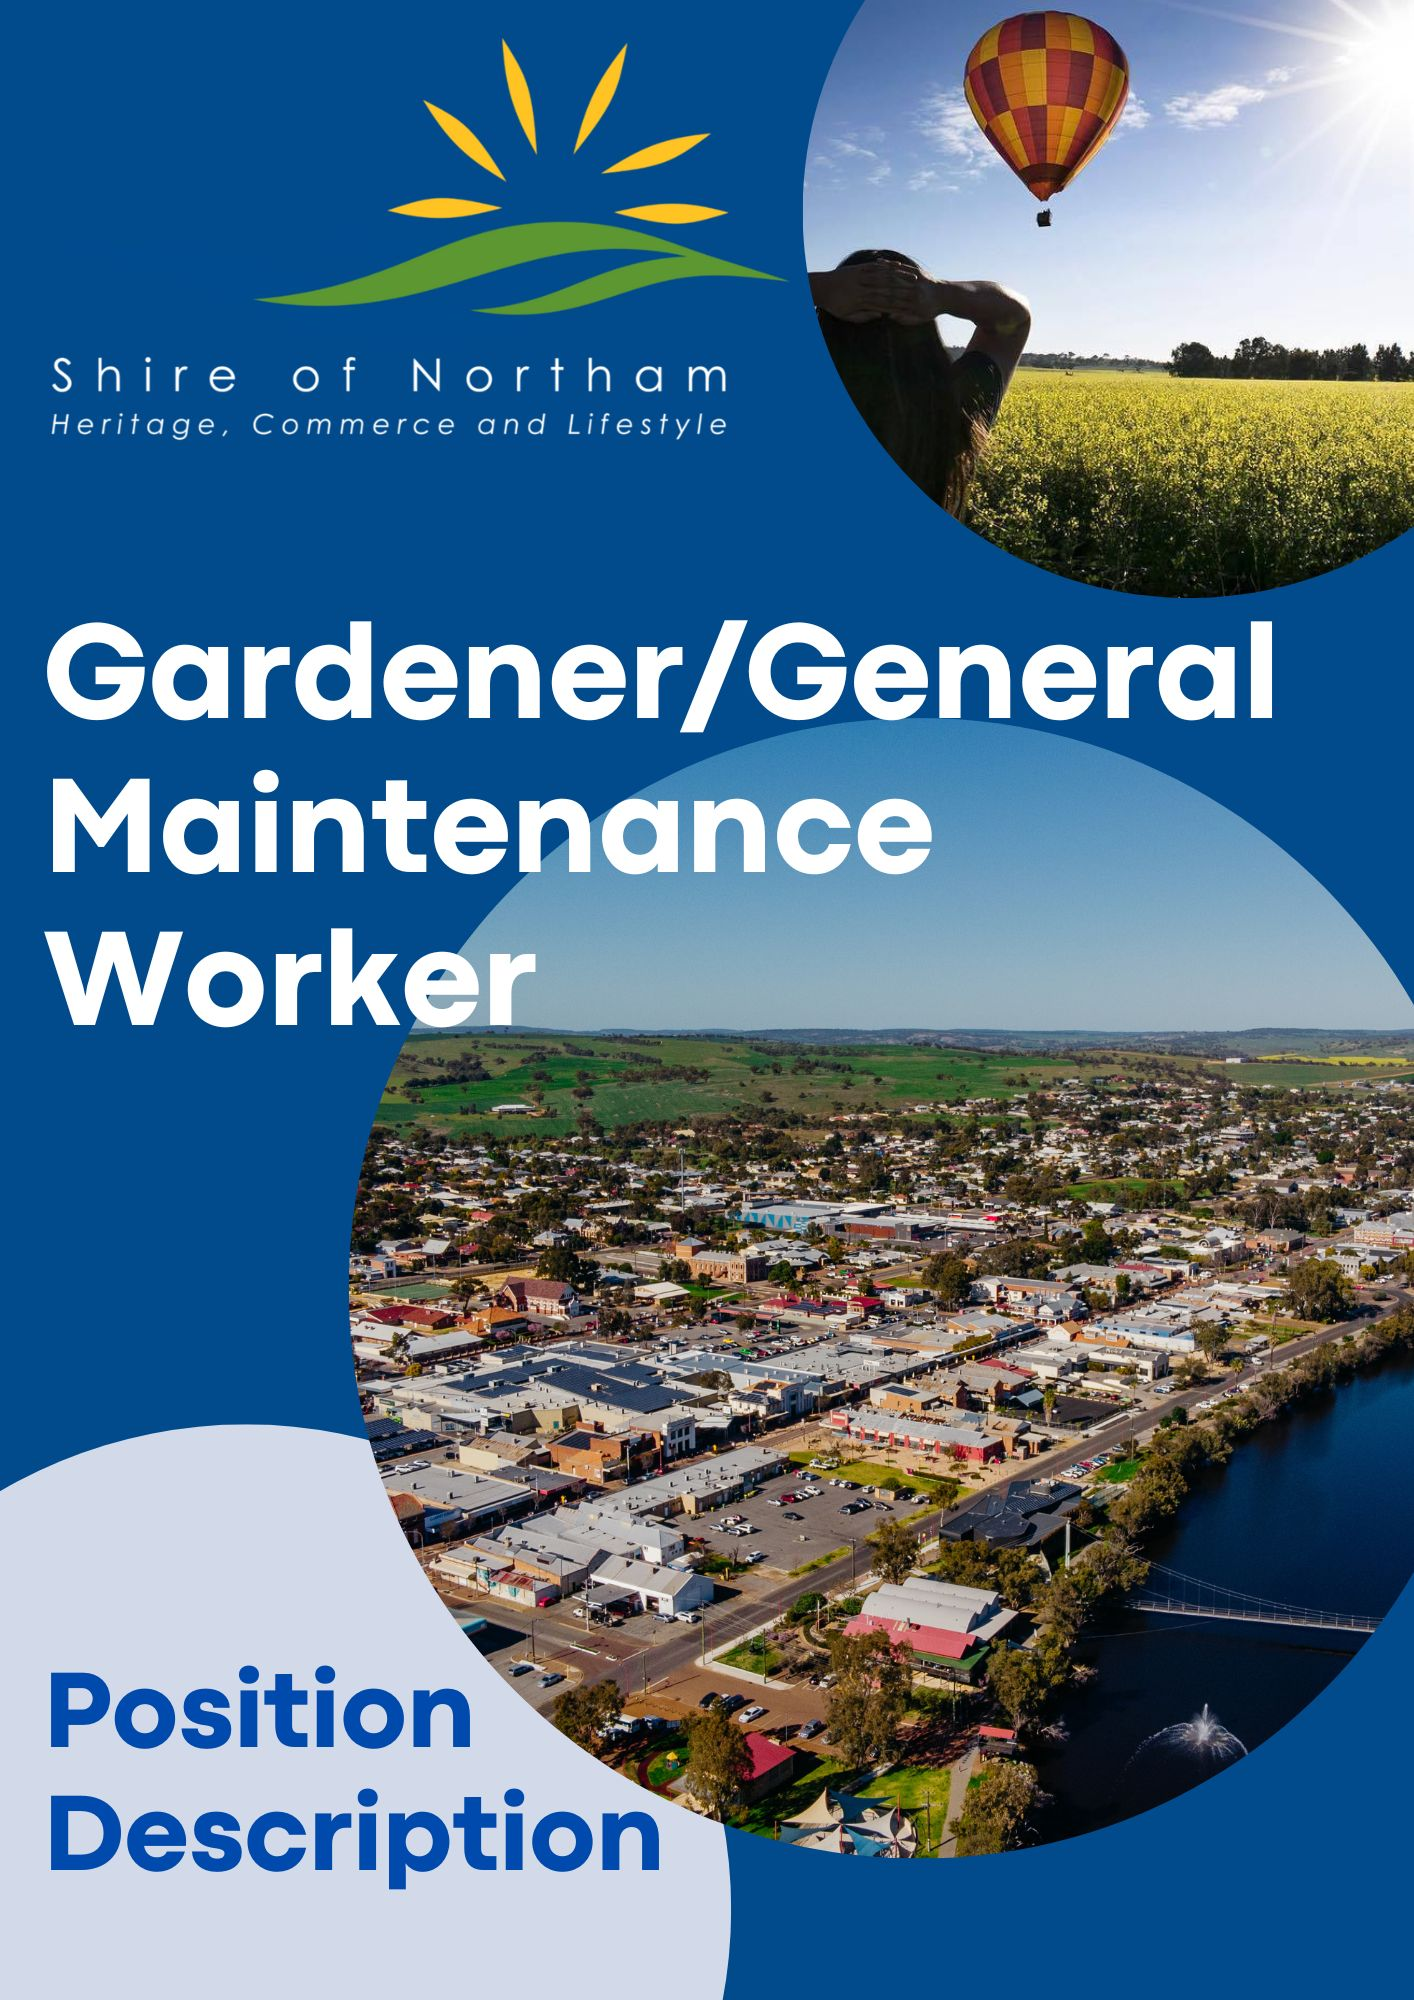 Shire of Northam
Heritage, Commerce and Lifestyle
Gardener/General
Maintenance
Worker
Position
Description